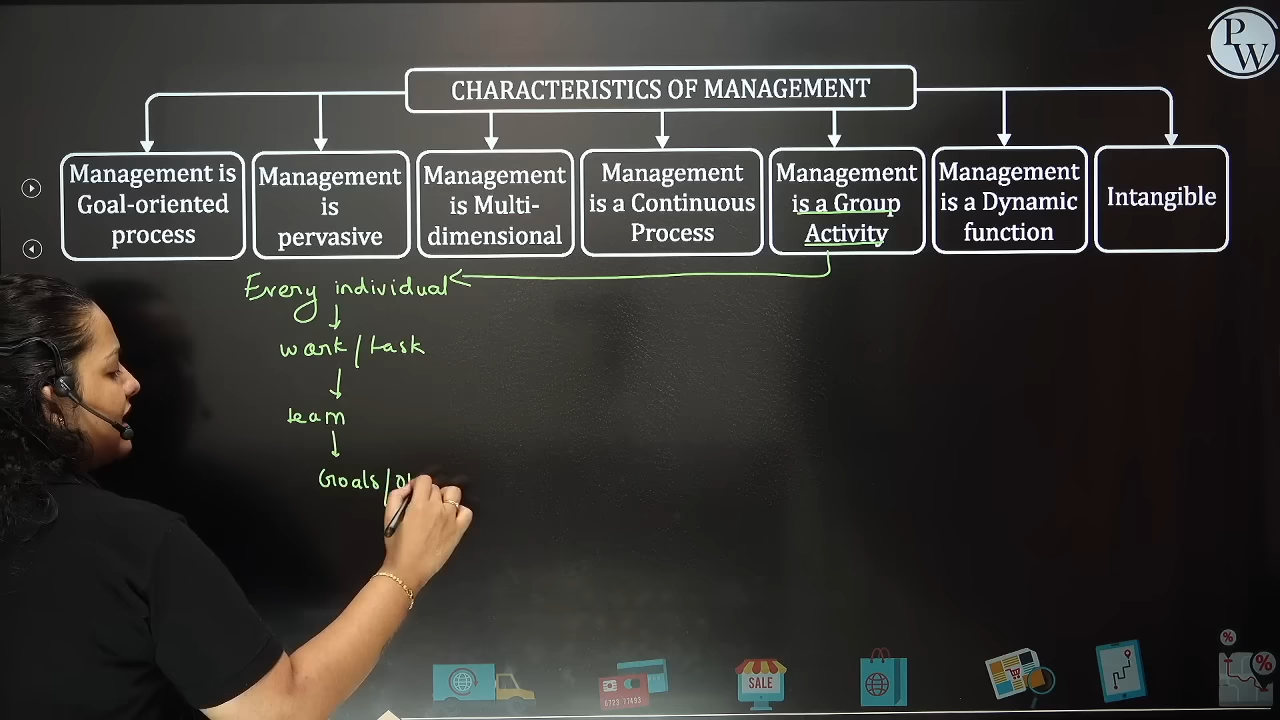 P
W
CHARACTERISTICS OF MANAGEMENT
Management is
Goal-oriented
process
Management
is
pervasive
Management
is Multi-
dimensional
Management
is a Continuous
Process
Management
is a Group
Activity
Management
is a Dynamic
function
Intangible
Every individual
work/task
team
Goals/
SALE
%
%